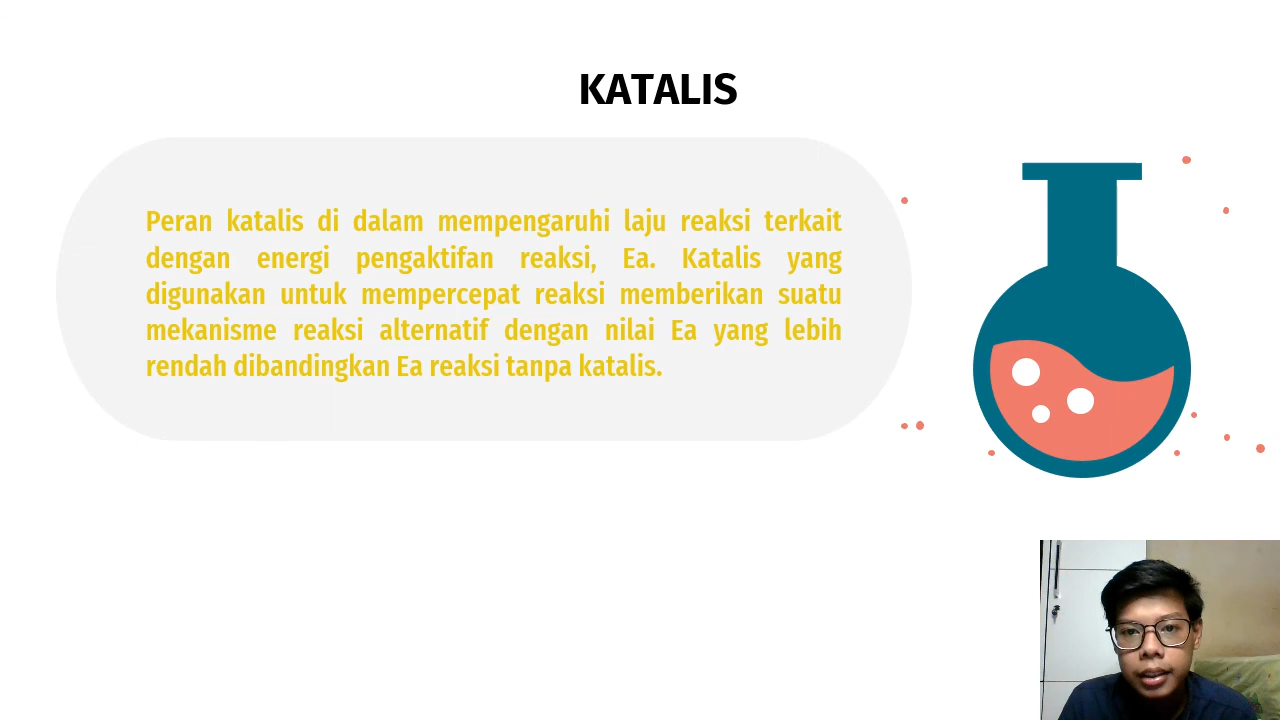 KATALIS
Peran katalis di dalam mempengaruhi laju reaksi terkait
dengan energi pengaktifan reaksi, Ea. Katalis yang
digunakan untuk mempercepat reaksi memberikan suatu
mekanisme reaksi alternatif dengan nilai Ea yang lebih
rendah dibandingkan Ea reaksi tanpa katalis.